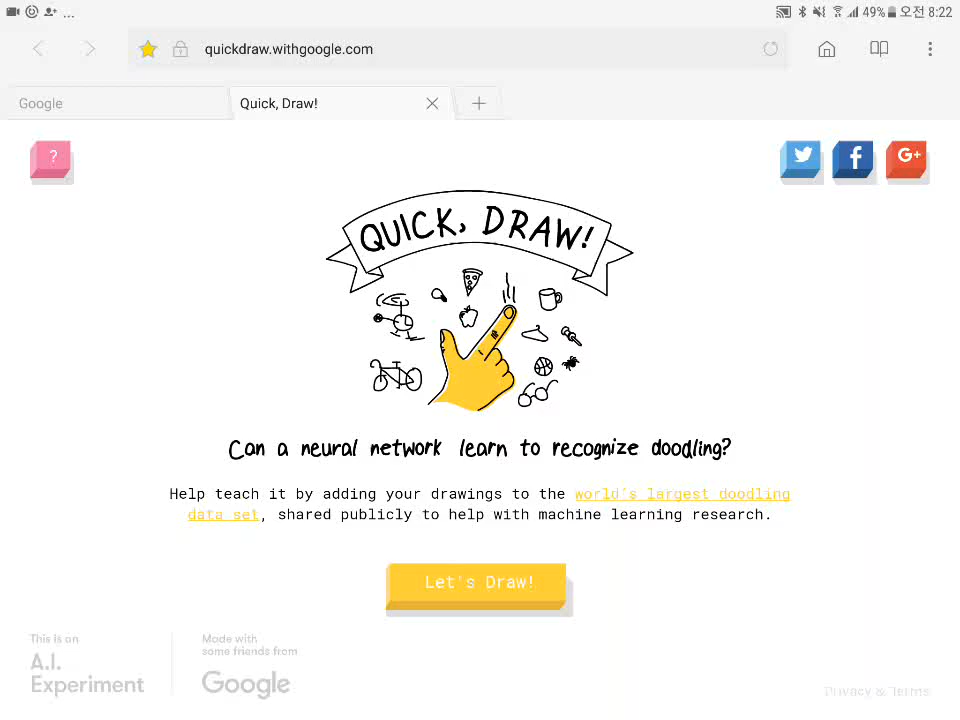 ...
49% 오전 8:22
quickdraw.withgoogle.com
Google
Quick, Draw!
?
G+
QUICK, DRAW!
Can a neural network learn to recognize doodling?
Help teach it by adding your drawings to the world's largest doodling
data set, shared publicly to help with machine learning research.
Let's Draw!
This is an
A.I.
Experiment
Made with
some friends from
Google
Privacy & Terms